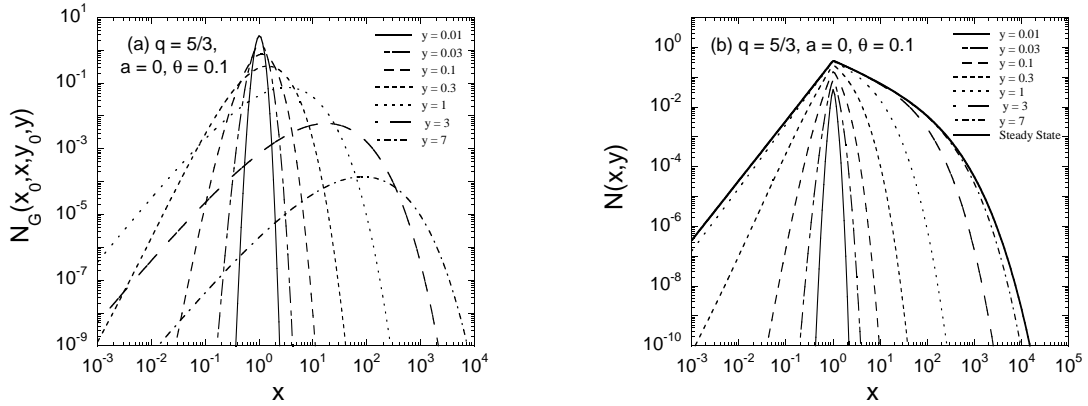 (a) q = 5/3,
a = 0, θ = 0.1
y = 0.01
y = 0.03
y = 0.1
y = 0.3
y = 1
y = 3
y = 7
N_G(x_0,x,y_0,y)
10^1
10^-1
10^-3
10^-5
10^-7
10^-9
10^-3
10^-2
10^-1
10^0
10^1
10^2
10^3
10^4
x
(b) q = 5/3, a = 0, θ = 0.1
y = 0.01
y = 0.03
y = 0.1
y = 0.3
y = 1
y = 3
y = 7
Steady State
N(x,y)
10^0
10^-2
10^-4
10^-6
10^-8
10^-10
10^-3
10^-2
10^-1
10^0
10^1
10^2
10^3
10^4
10^5
x